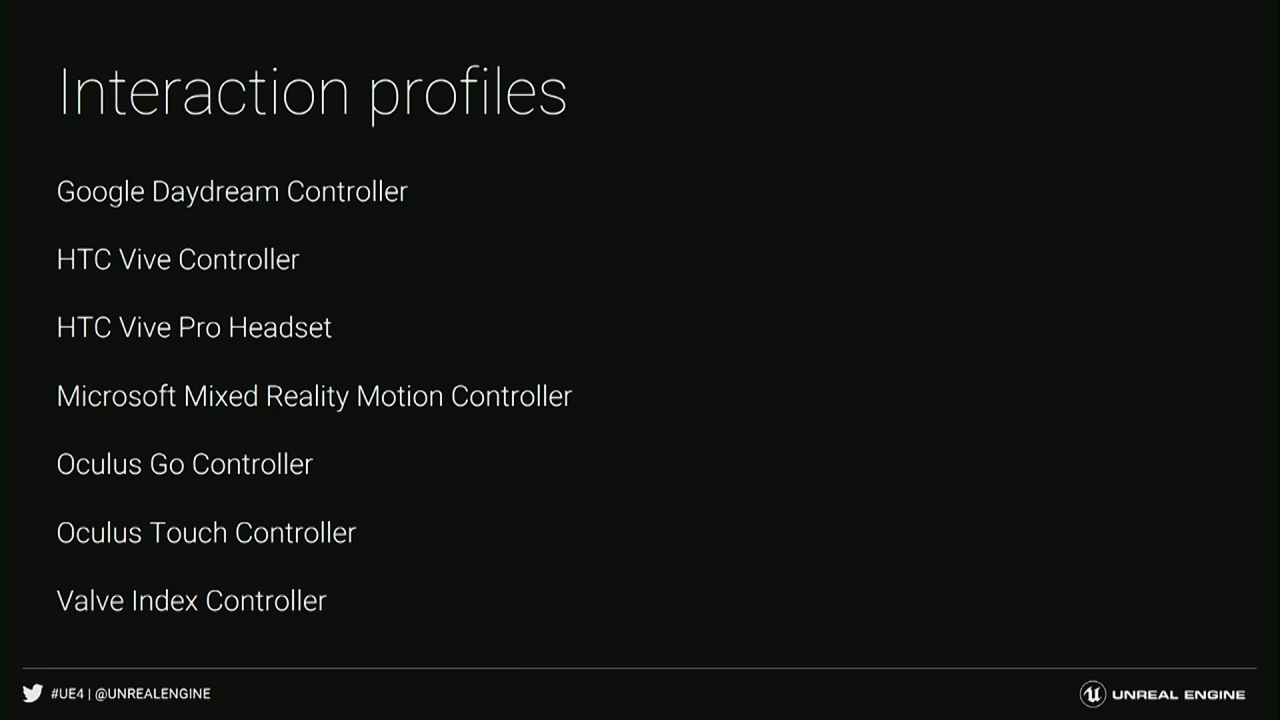 Interaction profiles
Google Daydream Controller
HTC Vive Controller
HTC Vive Pro Headset
Microsoft Mixed Reality Motion Controller
Oculus Go Controller
Oculus Touch Controller
Valve Index Controller
#UE4 | @UNREALENGINE
UNREAL ENGINE